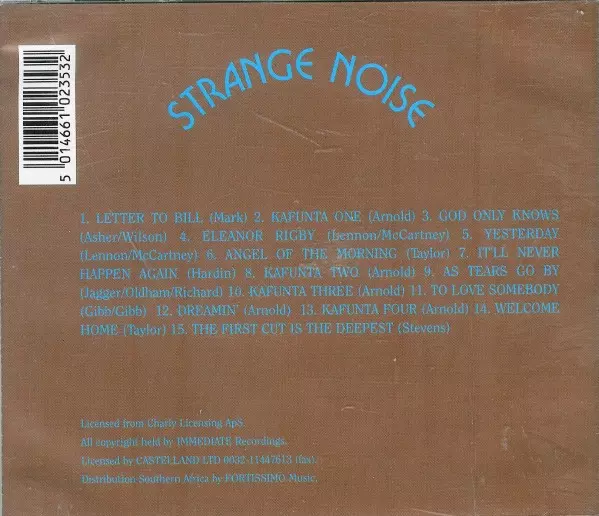 STRANGE NOISE
5 014661 023532
1. LETTER TO BILL (Mark) 2. KAFUNTA ONE (Arnold) 3. GOD ONLY KNOWS
(Asher/Wilson) 4. ELEANOR RIGBY (Lennon/McCartney) 5. YESTERDAY
(Lennon/McCartney) 6. ANGEL OF THE MORNING (Taylor) 7. IT'LL NEVER
HAPPEN AGAIN (Hardin) 8. KAFUNTA TWO (Arnold) 9. AS TEARS GO BY
(Jagger/Oldham/Richard) 10. KAFUNTA THREE (Arnold) 11. TO LOVE SOMEBODY
(Gibb/Gibb) 12. DREAMIN' (Arnold) 13. KAFUNTA FOUR (Arnold) 14. WELCOME
HOME (Taylor) 15. THE FIRST CUT IS THE DEEPEST (Stevens)
Licensed from Charly Licensing ApS
All copyright held by IMMEDIATE Recordings.
Licensed by CASTELLAND LTD 0032-11447613 (fax).
Distribution Southern Africa by FORTISSIMO Music.